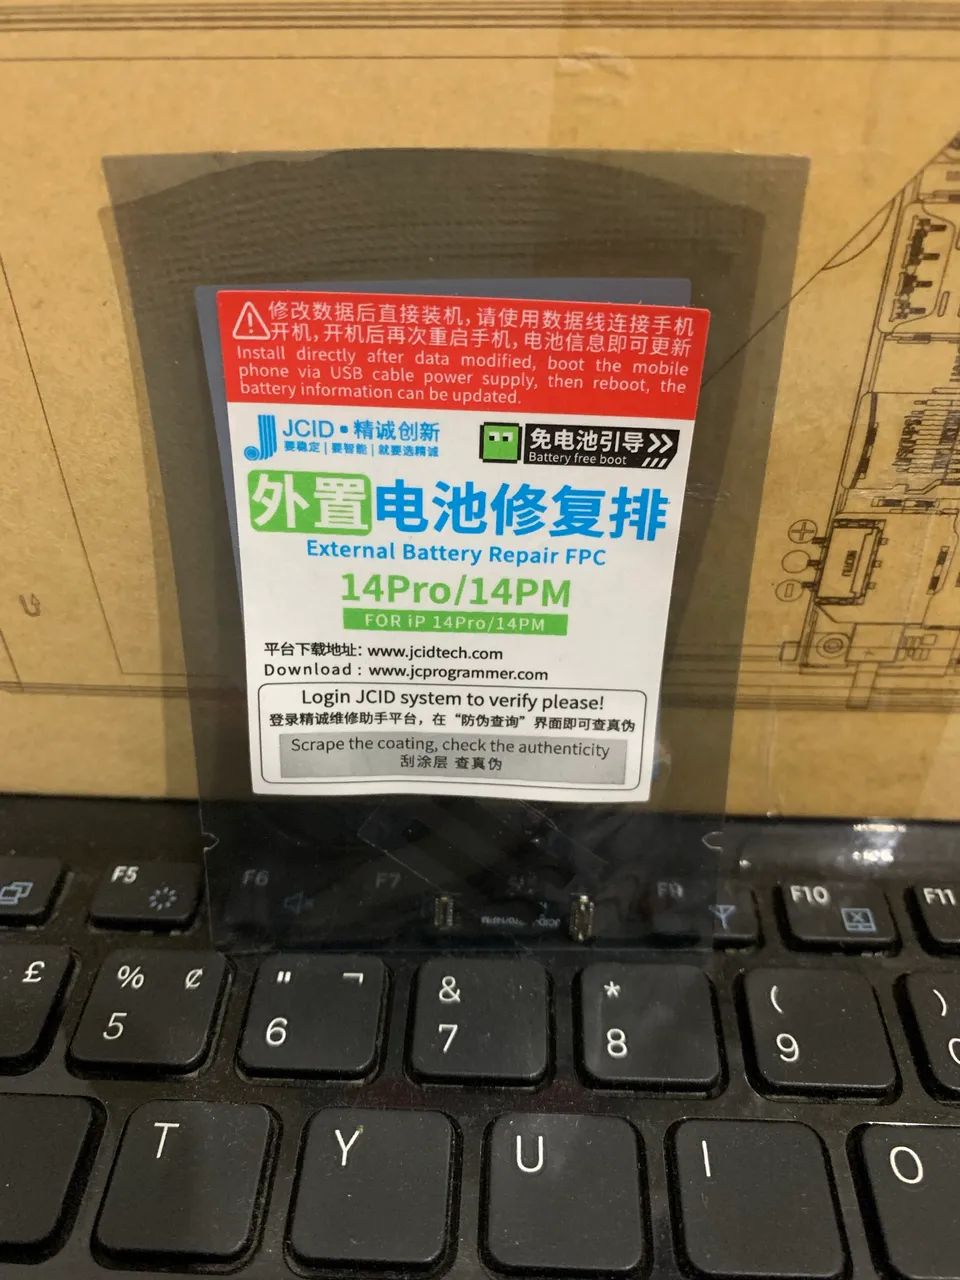 修改数据后直接装机，请使用数据线连接手机
开机，开机后再次重启手机，电池信息即可更新
Install directly after data modified, boot the mobile
phone via USB cable power supply, then reboot, the
battery information can be updated.
JCID•精诚创新
要稳定|要智能|就要选精诚
免电池引导
Battery free boot
外置电池修复排
External Battery Repair FPC
14Pro/14PM
FOR iP 14Pro/14PM
平台下载地址: www.jcidtech.com
Download : www.jcprogrammer.com
Login JCID system to verify please!
登录精诚维修助手平台，在“防伪查询”界面即可查真伪
Scrape the coating, check the authenticity
刮涂层 查真伪
F5 F6 F7 F9 F10 F11
£ % ¢ " ¬ & * ( )
5 6 7 8 9
T Y U I O